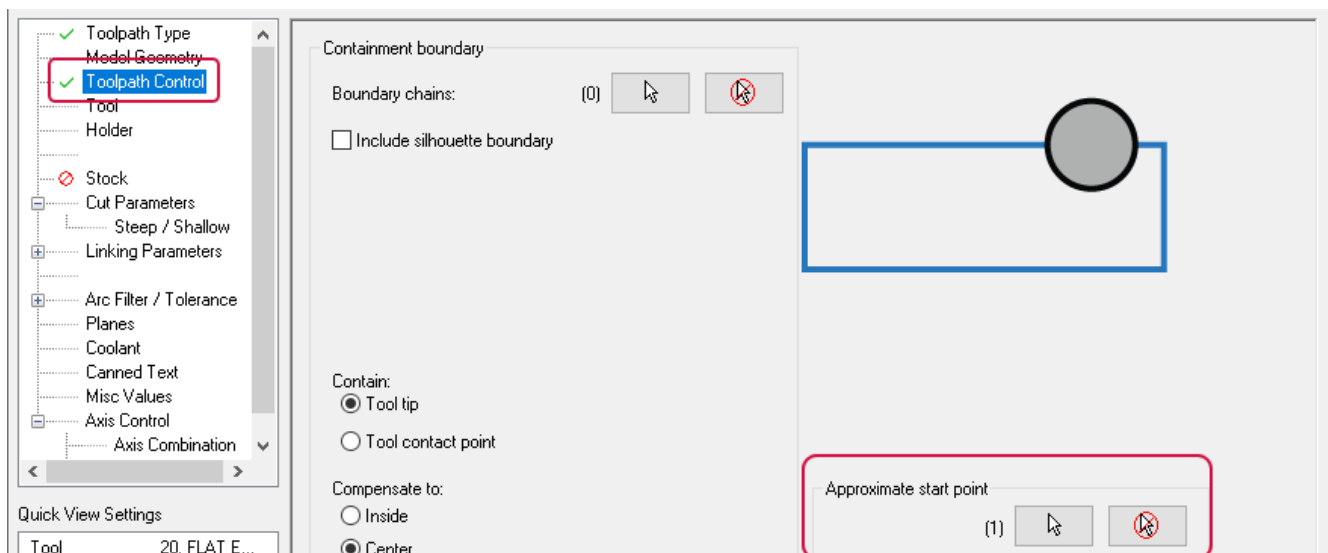 Toolpath Type
Model Geometry
Toolpath Control
Tool
Holder
Stock
Cut Parameters
Steep / Shallow
Linking Parameters
Arc Filter / Tolerance
Planes
Coolant
Canned Text
Misc Values
Axis Control
Axis Combination
Quick View Settings
Tool 20. FLAT E...
Containment boundary
Boundary chains: (0)
Include silhouette boundary
Contain:
Tool tip
Tool contact point
Compensate to:
Inside
Center
Approximate start point
(1)